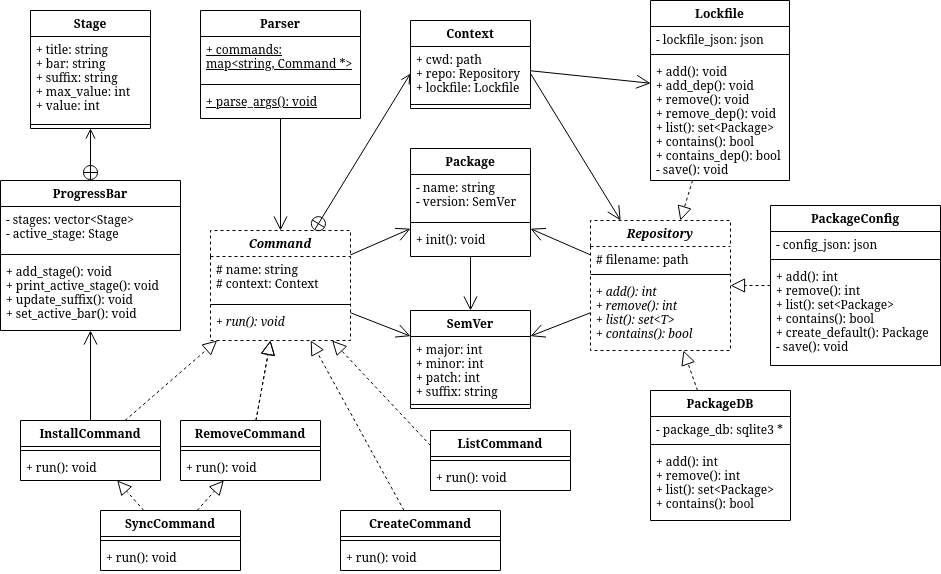 Stage
+ title: string
+ bar: string
+ suffix: string
+ max_value: int
+ value: int
Parser
+ commands:
map<string, Command *>
+ parse_args(): void
Context
+ cwd: path
+ repo: Repository
+ lockfile: Lockfile
Lockfile
- lockfile_json: json
+ add(): void
+ add_dep(): void
+ remove(): void
+ remove_dep(): void
+ list(): set<Package>
+ contains(): bool
+ contains_dep(): bool
- save(): void
ProgressBar
- stages: vector<Stage>
- active_stage: Stage
+ add_stage(): void
+ print_active_stage(): void
+ update_suffix(): void
+ set_active_bar(): void
Command
# name: string
# context: Context
+ run(): void
Package
- name: string
- version: SemVer
+ init(): void
Repository
# filename: path
+ add(): int
+ remove(): int
+ list(): set<T>
+ contains(): bool
PackageConfig
- config_json: json
+ add(): int
+ remove(): int
+ list(): set<Package>
+ contains(): bool
+ create_default(): Package
- save(): void
SemVer
+ major: int
+ minor: int
+ patch: int
+ suffix: string
PackageDB
- package_db: sqlite3 *
+ add(): int
+ remove(): int
+ list(): set<Package>
+ contains(): bool
InstallCommand
+ run(): void
RemoveCommand
+ run(): void
ListCommand
+ run(): void
SyncCommand
+ run(): void
CreateCommand
+ run(): void